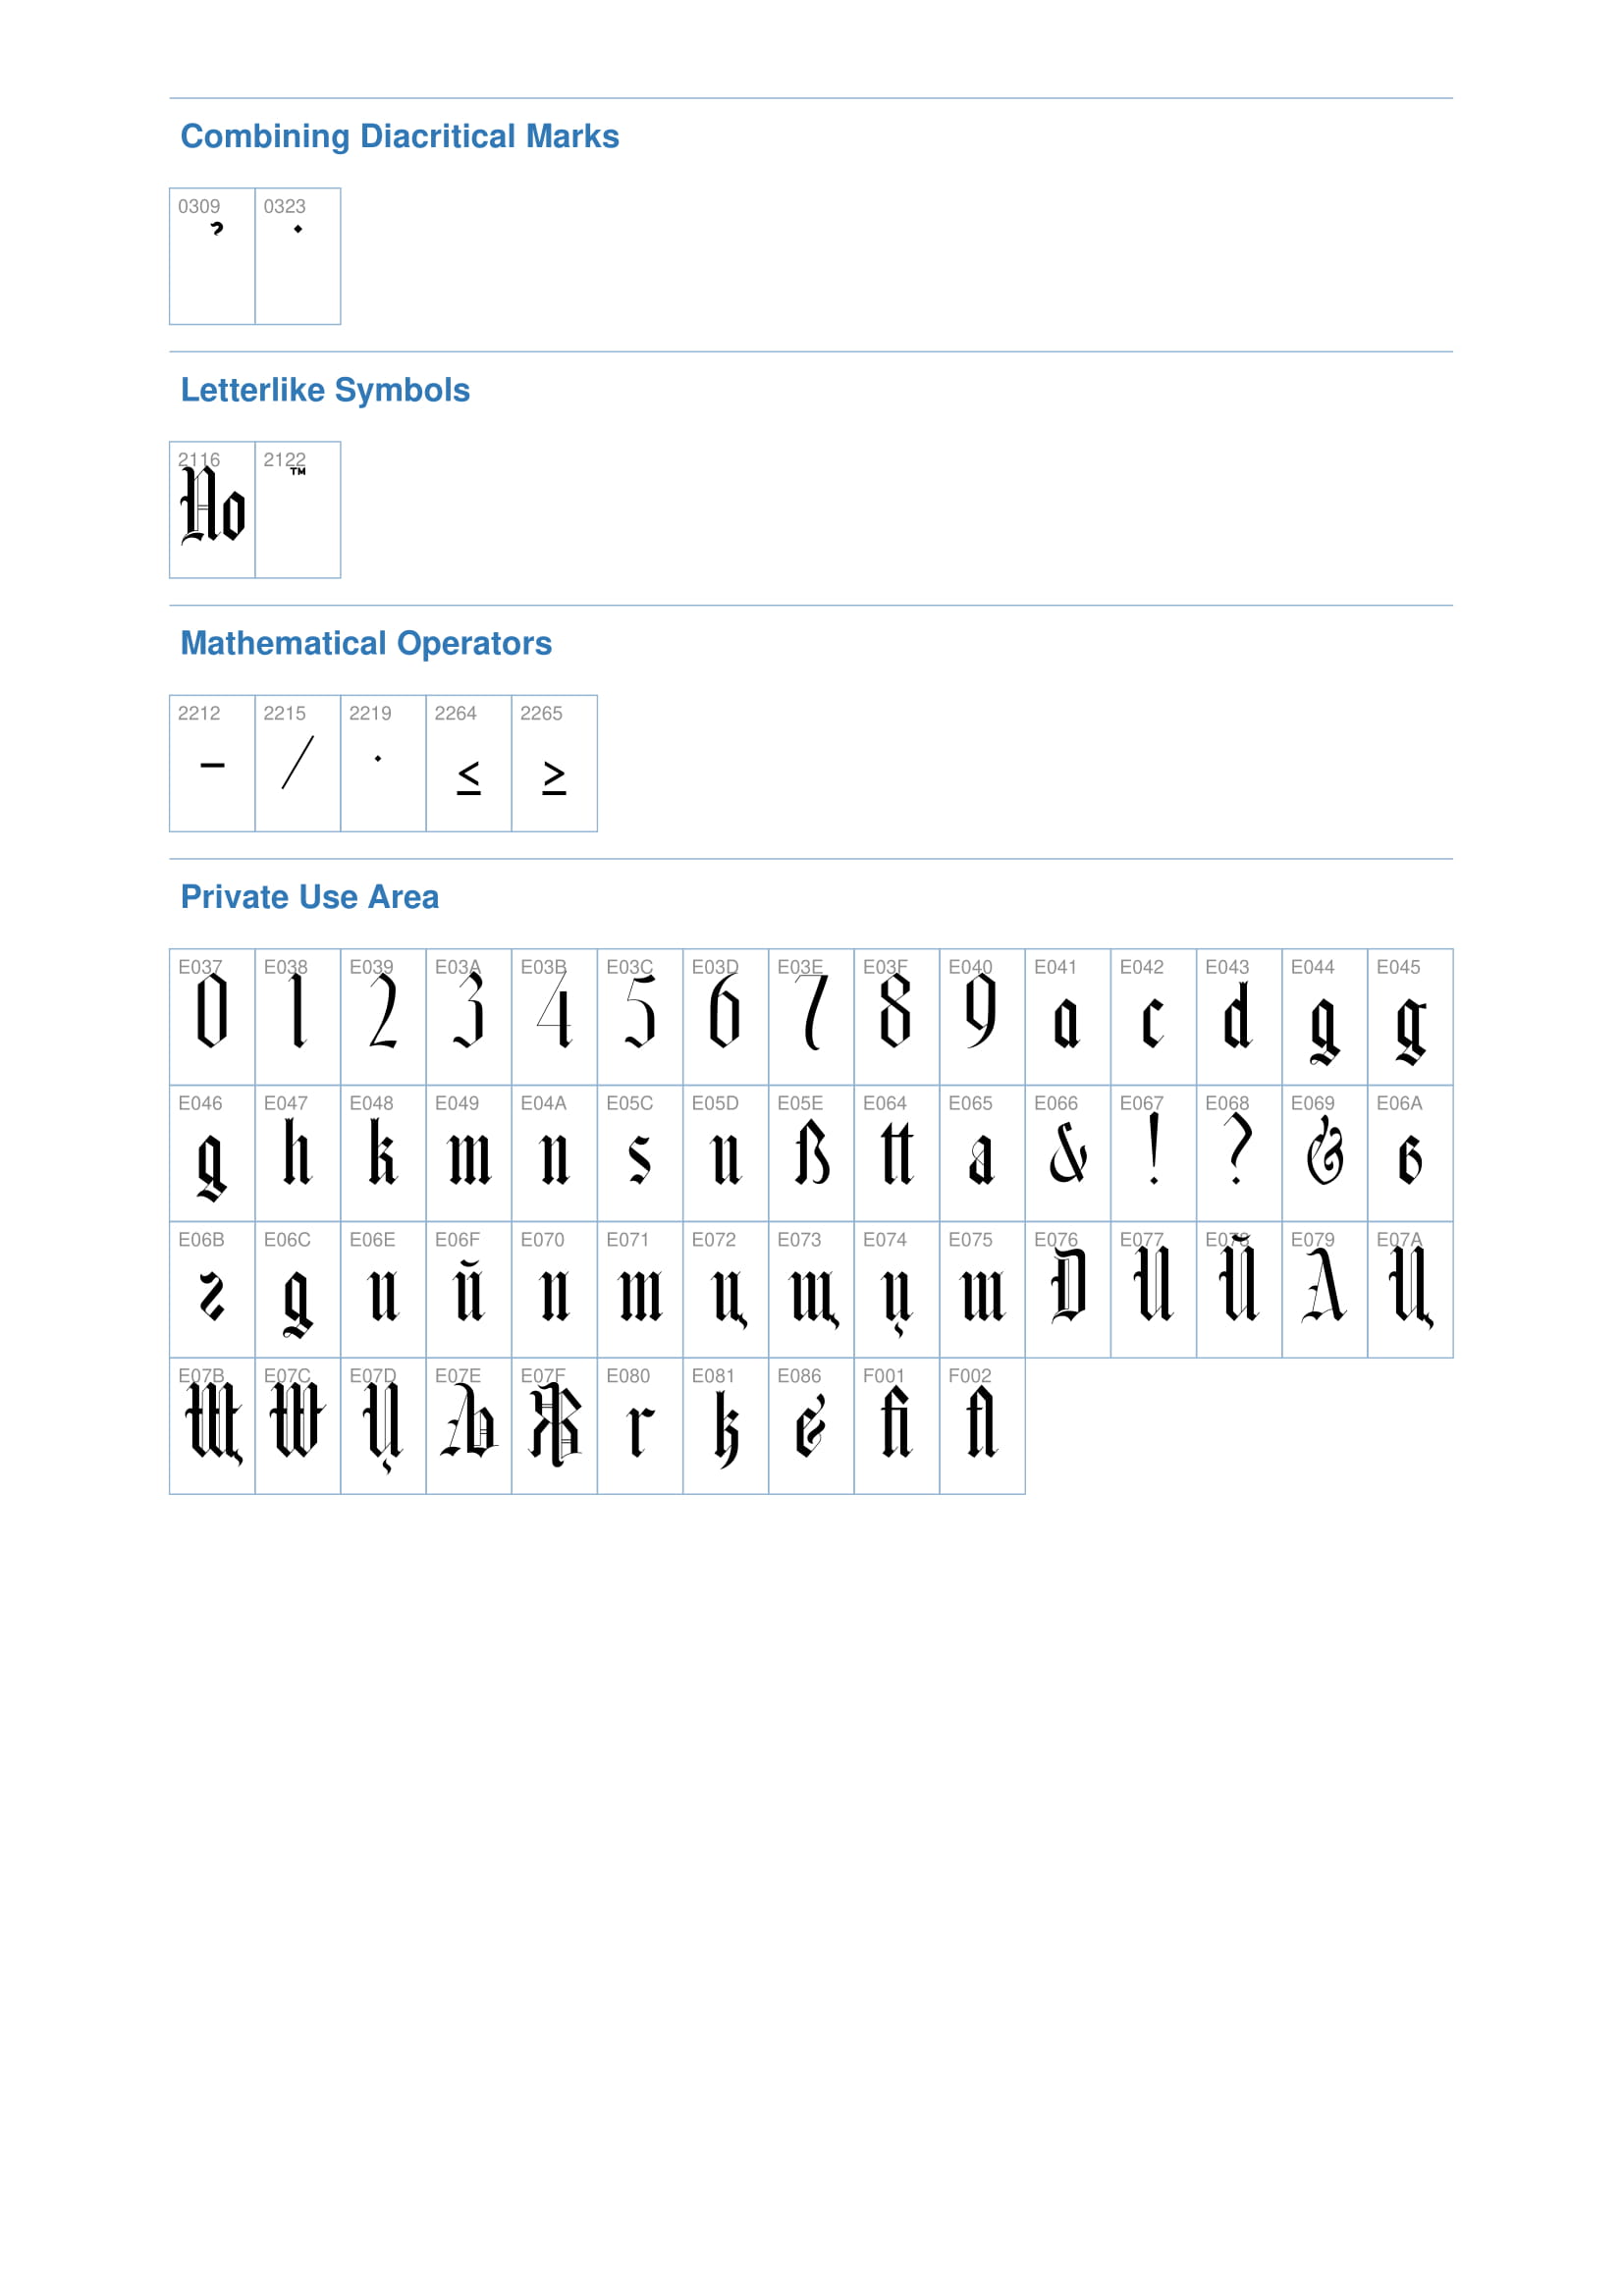 Combining Diacritical Marks
0309 0323
̉ ̣
Letterlike Symbols
2116 2122
№ ™
Mathematical Operators
2212 2215 2219 2264 2265
− ∕ ∙ ≤ ≥
Private Use Area
E037 E038 E039 E03A E03B E03C E03D E03E E03F E040 E041 E042 E043 E044 E045
0 1 2 3 4 5 6 7 8 9 a c d g g
E046 E047 E048 E049 E04A E05C E05D E05E E064 E065 E066 E067 E068 E069 E06A
g h k m n s u ß tt a & ! ? & в
E06B E06C E06E E06F E070 E071 E072 E073 E074 E075 E076 E077 E078 E079 E07A
z g и й п т ц щ џ ш Đ И Й Л Ц
E07B E07C E07D E07E E07F E080 E081 E086 F001 F002
Щ Ш Џ Љ Ж r k & fi fl